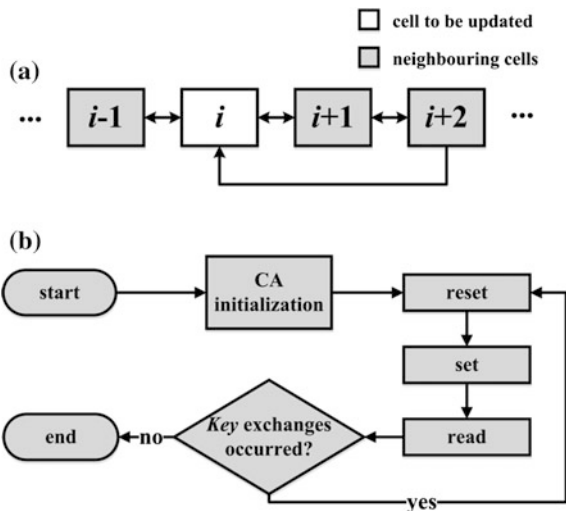 cell to be updated
neighbouring cells
(a)
... i-1 i i+1 i+2 ...
(b)
start
CA
initialization
reset
set
read
Key exchanges
occurred?
no
end
yes